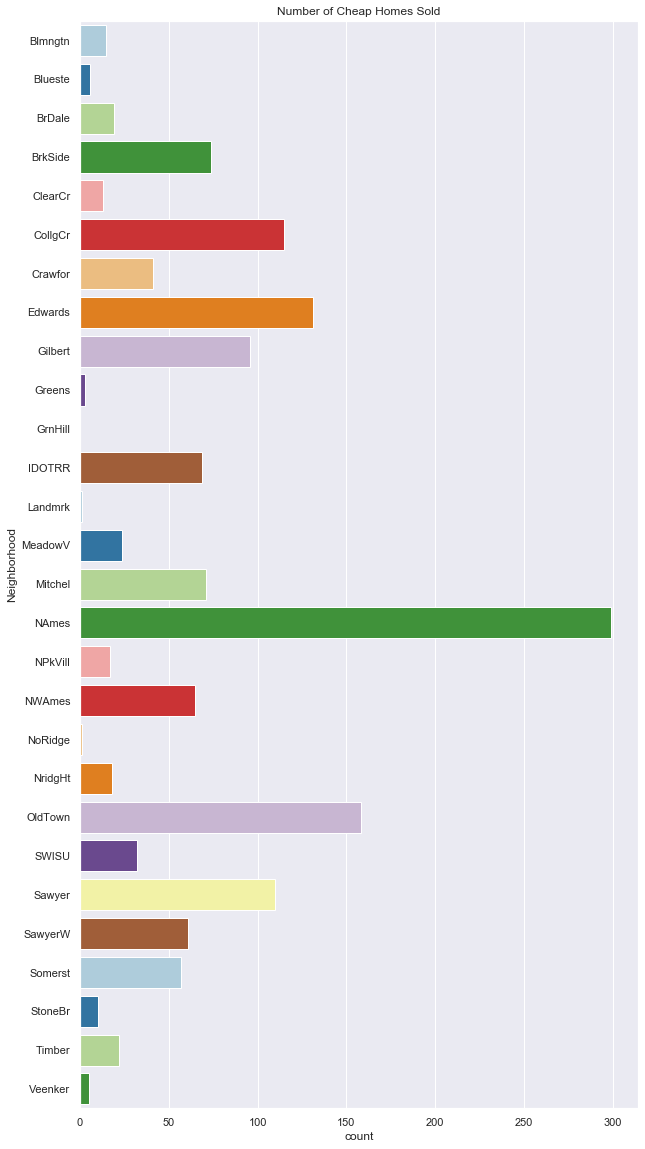 Number of Cheap Homes Sold
Blmngtn
Blueste
BrDale
BrkSide
ClearCr
CollgCr
Crawfor
Edwards
Gilbert
Greens
GrnHill
IDOTRR
Landmrk
MeadowV
Mitchel
NAmes
NPkVill
NWAmes
NoRidge
NridgHt
OldTown
SWISU
Sawyer
SawyerW
Somerst
StoneBr
Timber
Veenker
Neighborhood
0 50 100 150 200 250 300
count